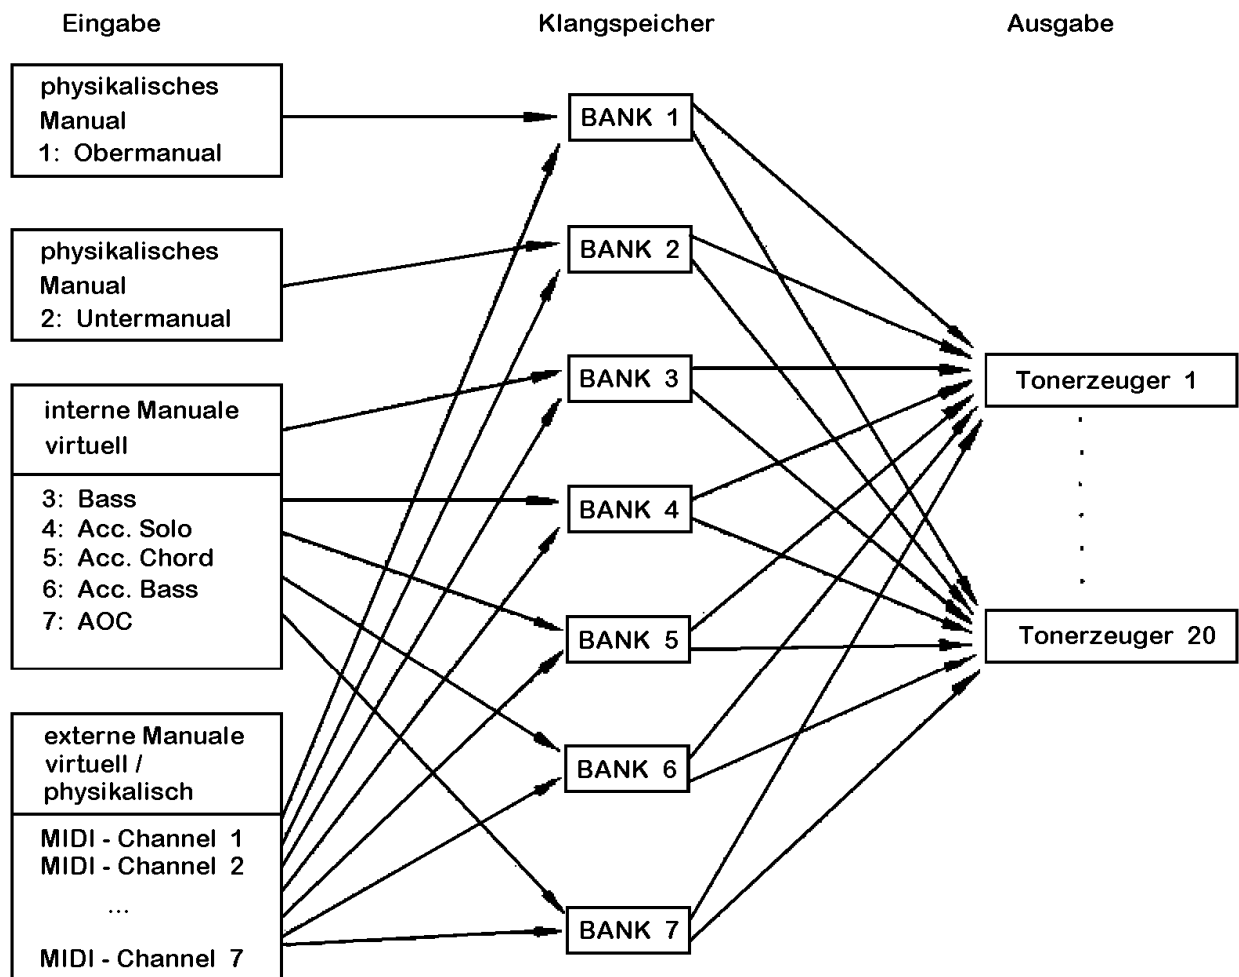 Eingabe
Klangspeicher
Ausgabe
physikalisches
Manual
1: Obermanual
physikalisches
Manual
2: Untermanual
interne Manuale
virtuell
3: Bass
4: Acc. Solo
5: Acc. Chord
6: Acc. Bass
7: AOC
externe Manuale
virtuell /
physikalisch
MIDI - Channel 1
MIDI - Channel 2
...
MIDI - Channel 7
BANK 1
BANK 2
BANK 3
BANK 4
BANK 5
BANK 6
BANK 7
Tonerzeuger 1
Tonerzeuger 20